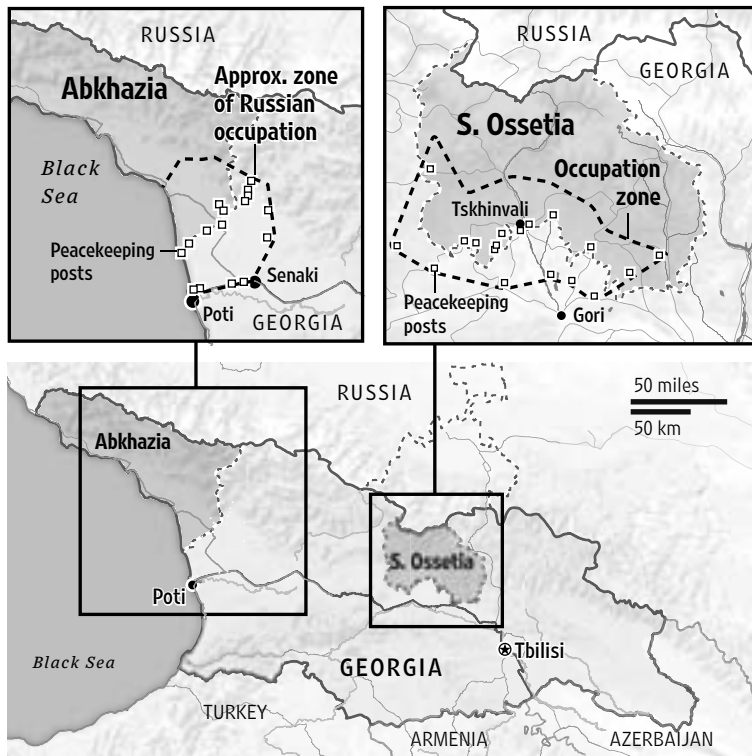 RUSSIA
Abkhazia
Approx. zone
of Russian
occupation
Black
Sea
Peacekeeping
posts
Senaki
Poti
GEORGIA
RUSSIA
GEORGIA
S. Ossetia
Occupation
zone
Tskhinvali
Peacekeeping
posts
Gori
RUSSIA
50 miles
50 km
Abkhazia
S. Ossetia
Poti
Black Sea
GEORGIA
Tbilisi
TURKEY
ARMENIA
AZERBAIJAN